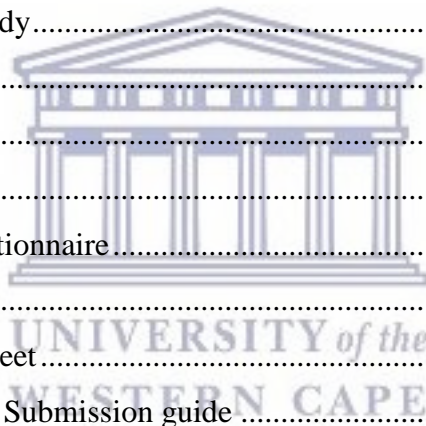 dy..........................................................
............................................................
............................................................
............................................................
tionnaire..................................................
............................................................
UNIVERSITY of the
eet.........................................................
WESTERN CAPE
Submission guide ............................